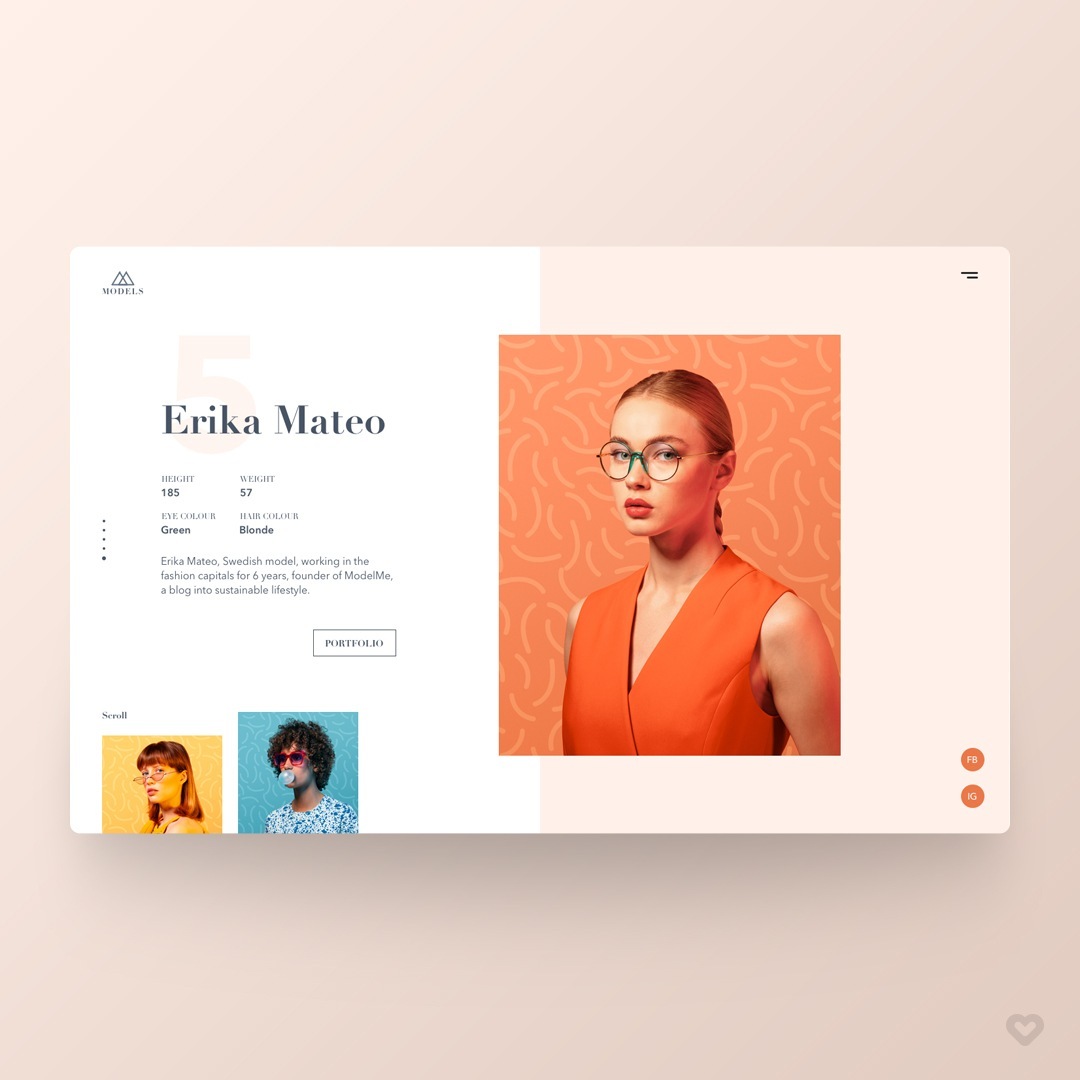 MODELS
5
Erika Mateo
HEIGHT
185
WEIGHT
57
EYE COLOUR
Green
HAIR COLOUR
Blonde
Erika Mateo, Swedish model, working in the
fashion capitals for 6 years, founder of ModelMe,
a blog into sustainable lifestyle.
PORTFOLIO
Scroll
FB
IG